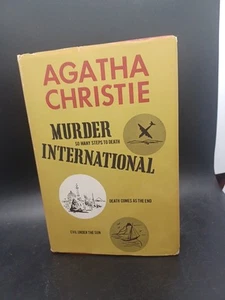 AGATHA
CHRISTIE
MURDER
SO MANY STEPS TO DEATH
INTERNATIONAL
DEATH COMES AS THE END
EVIL UNDER THE SUN